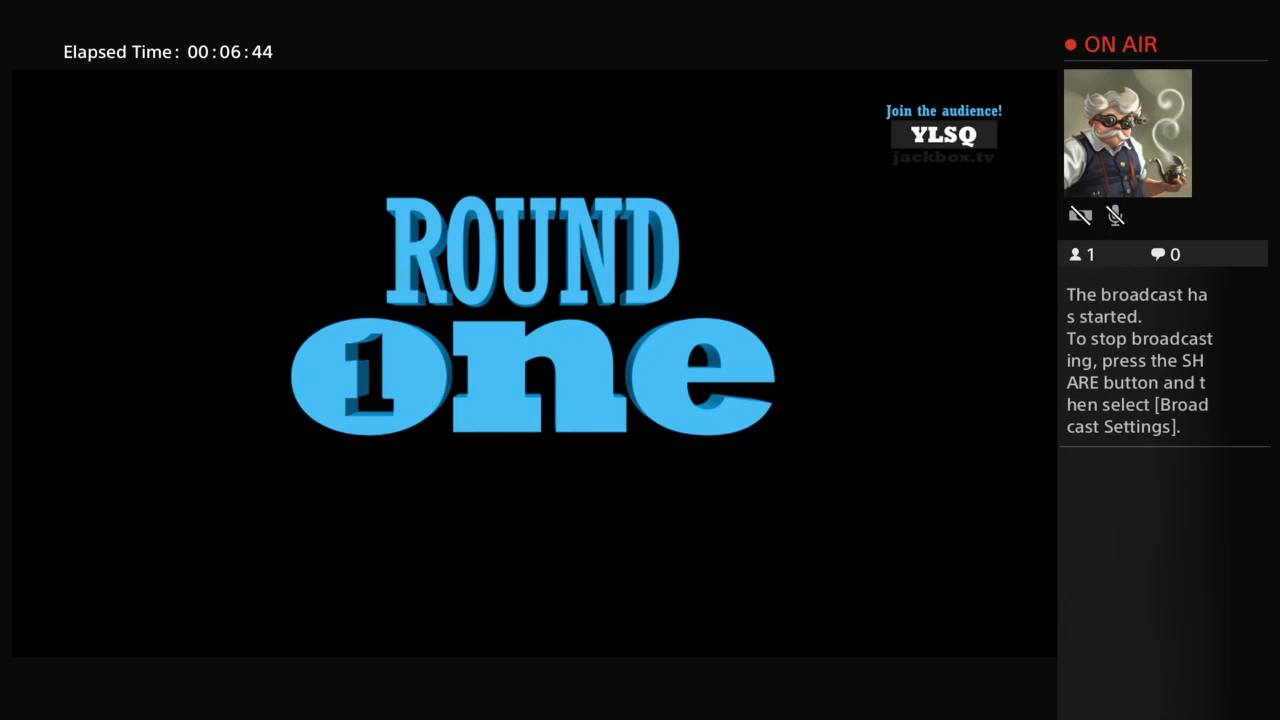 Elapsed Time: 00:06:44
ON AIR
Join the audience!
YLSQ
jackbox.tv
ROUND
one
1
1
0
The broadcast ha
s started.
To stop broadcast
ing, press the SH
ARE button and t
hen select [Broad
cast Settings].